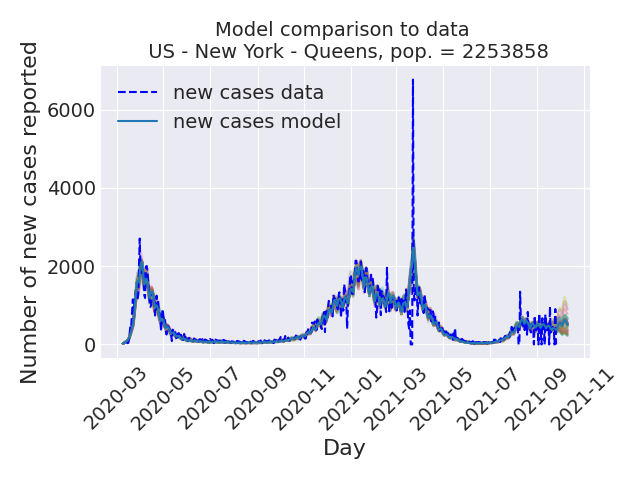 Model comparison to data
US - New York - Queens, pop. = 2253858
Number of new cases reported
6000
4000
2000
0
new cases data
new cases model
2020-03
2020-05
2020-07
2020-09
2020-11
2021-01
2021-03
2021-05
2021-07
2021-09
2021-11
Day